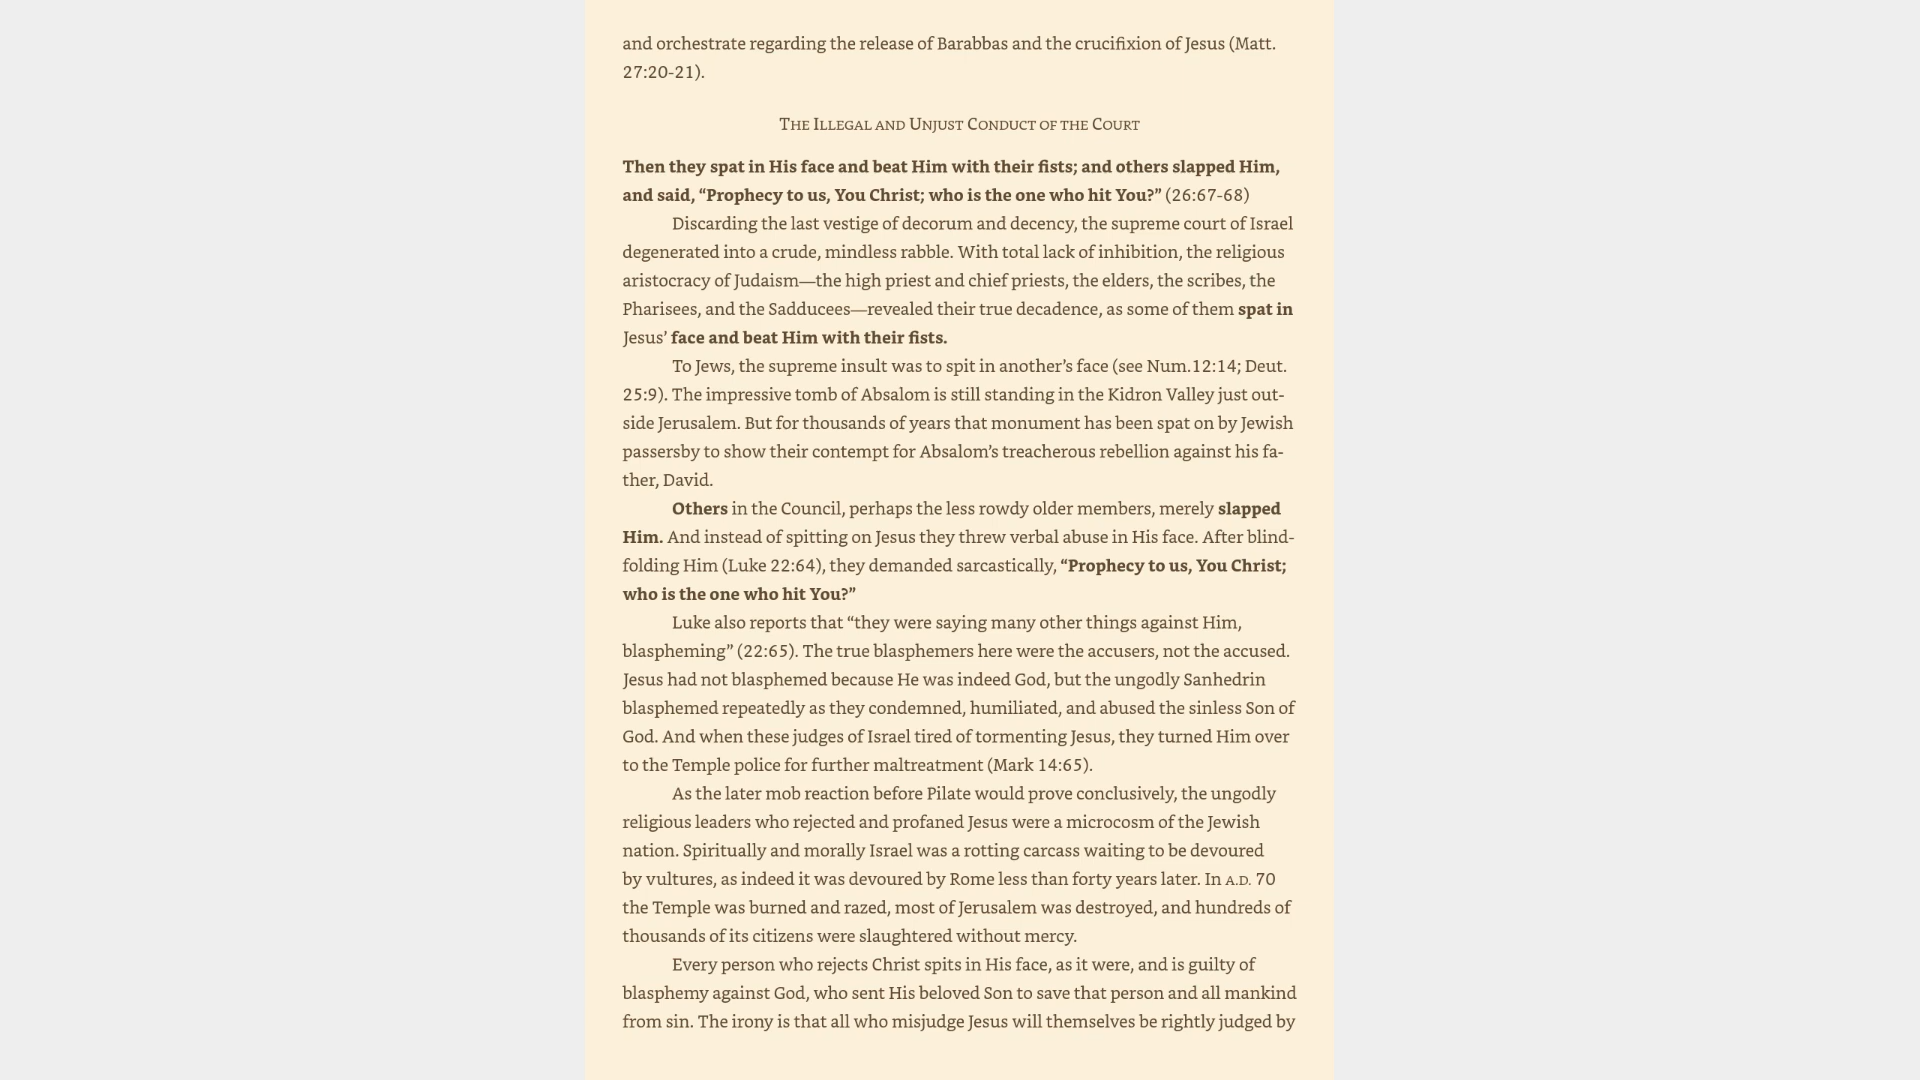 and orchestrate regarding the release of Barabbas and the crucifixion of Jesus (Matt.
27:20-21).
The Illegal and Unjust Conduct of the Court
Then they spat in His face and beat Him with their fists; and others slapped Him,
and said, “Prophecy to us, You Christ; who is the one who hit You?” (26:67-68)
Discarding the last vestige of decorum and decency, the supreme court of Israel
degenerated into a crude, mindless rabble. With total lack of inhibition, the religious
aristocracy of Judaism—the high priest and chief priests, the elders, the scribes, the
Pharisees, and the Sadducees—revealed their true decadence, as some of them spat in
Jesus’ face and beat Him with their fists.
To Jews, the supreme insult was to spit in another’s face (see Num.12:14; Deut.
25:9). The impressive tomb of Absalom is still standing in the Kidron Valley just out-
side Jerusalem. But for thousands of years that monument has been spat on by Jewish
passersby to show their contempt for Absalom’s treacherous rebellion against his fa-
ther, David.
Others in the Council, perhaps the less rowdy older members, merely slapped
Him. And instead of spitting on Jesus they threw verbal abuse in His face. After blind-
folding Him (Luke 22:64), they demanded sarcastically, “Prophecy to us, You Christ;
who is the one who hit You?”
Luke also reports that “they were saying many other things against Him,
blaspheming” (22:65). The true blasphemers here were the accusers, not the accused.
Jesus had not blasphemed because He was indeed God, but the ungodly Sanhedrin
blasphemed repeatedly as they condemned, humiliated, and abused the sinless Son of
God. And when these judges of Israel tired of tormenting Jesus, they turned Him over
to the Temple police for further maltreatment (Mark 14:65).
As the later mob reaction before Pilate would prove conclusively, the ungodly
religious leaders who rejected and profaned Jesus were a microcosm of the Jewish
nation. Spiritually and morally Israel was a rotting carcass waiting to be devoured
by vultures, as indeed it was devoured by Rome less than forty years later. In A.D. 70
the Temple was burned and razed, most of Jerusalem was destroyed, and hundreds of
thousands of its citizens were slaughtered without mercy.
Every person who rejects Christ spits in His face, as it were, and is guilty of
blasphemy against God, who sent His beloved Son to save that person and all mankind
from sin. The irony is that all who misjudge Jesus will themselves be rightly judged by